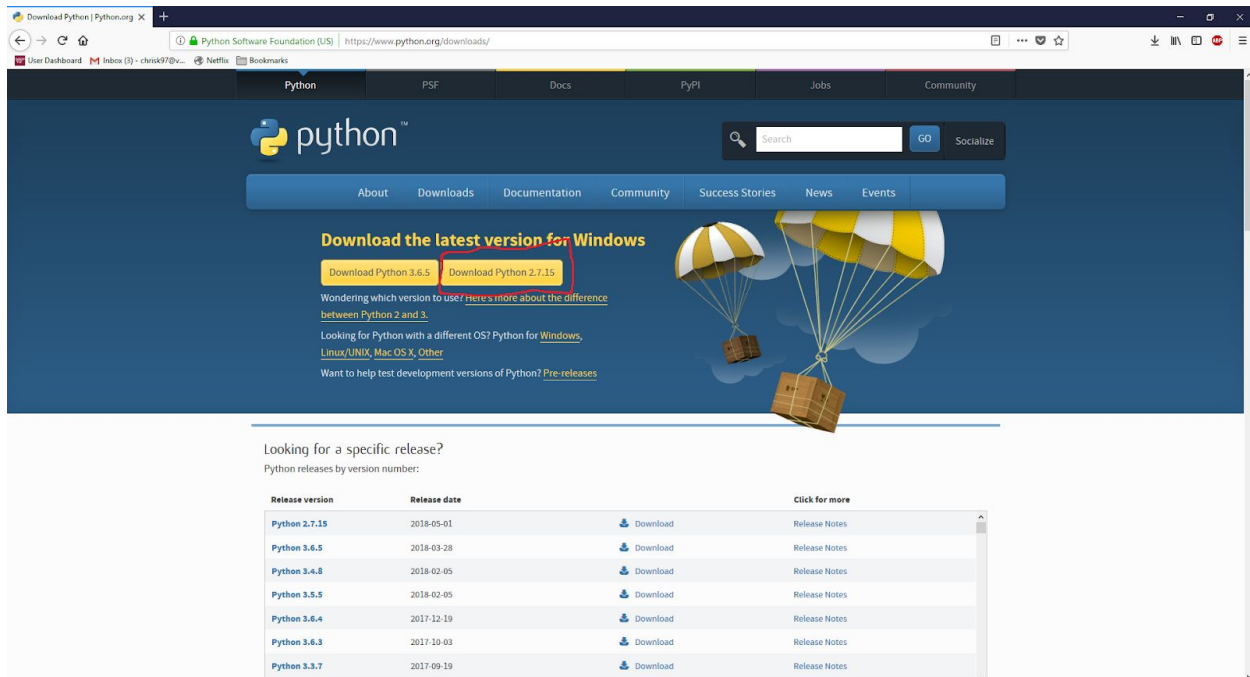 Download Python | Python.org
Python Software Foundation (US) https://www.python.org/downloads/
User Dashboard Inbox (3) - chrisk97@v... Netflix Bookmarks
Python PSF Docs PyPI Jobs Community
python™
Search GO Socialize
About Downloads Documentation Community Success Stories News Events
Download the latest version for Windows
Download Python 3.6.5 Download Python 2.7.15
Wondering which version to use? Here's more about the difference
between Python 2 and 3.
Looking for Python with a different OS? Python for Windows,
Linux/UNIX, Mac OS X, Other
Want to help test development versions of Python? Pre-releases
Looking for a specific release?
Python releases by version number:
Release version Release date Click for more
Python 2.7.15 2018-05-01 Download Release Notes
Python 3.6.5 2018-03-28 Download Release Notes
Python 3.4.8 2018-02-05 Download Release Notes
Python 3.5.5 2018-02-05 Download Release Notes
Python 3.6.4 2017-12-19 Download Release Notes
Python 3.6.3 2017-10-03 Download Release Notes
Python 3.3.7 2017-09-19 Download Release Notes